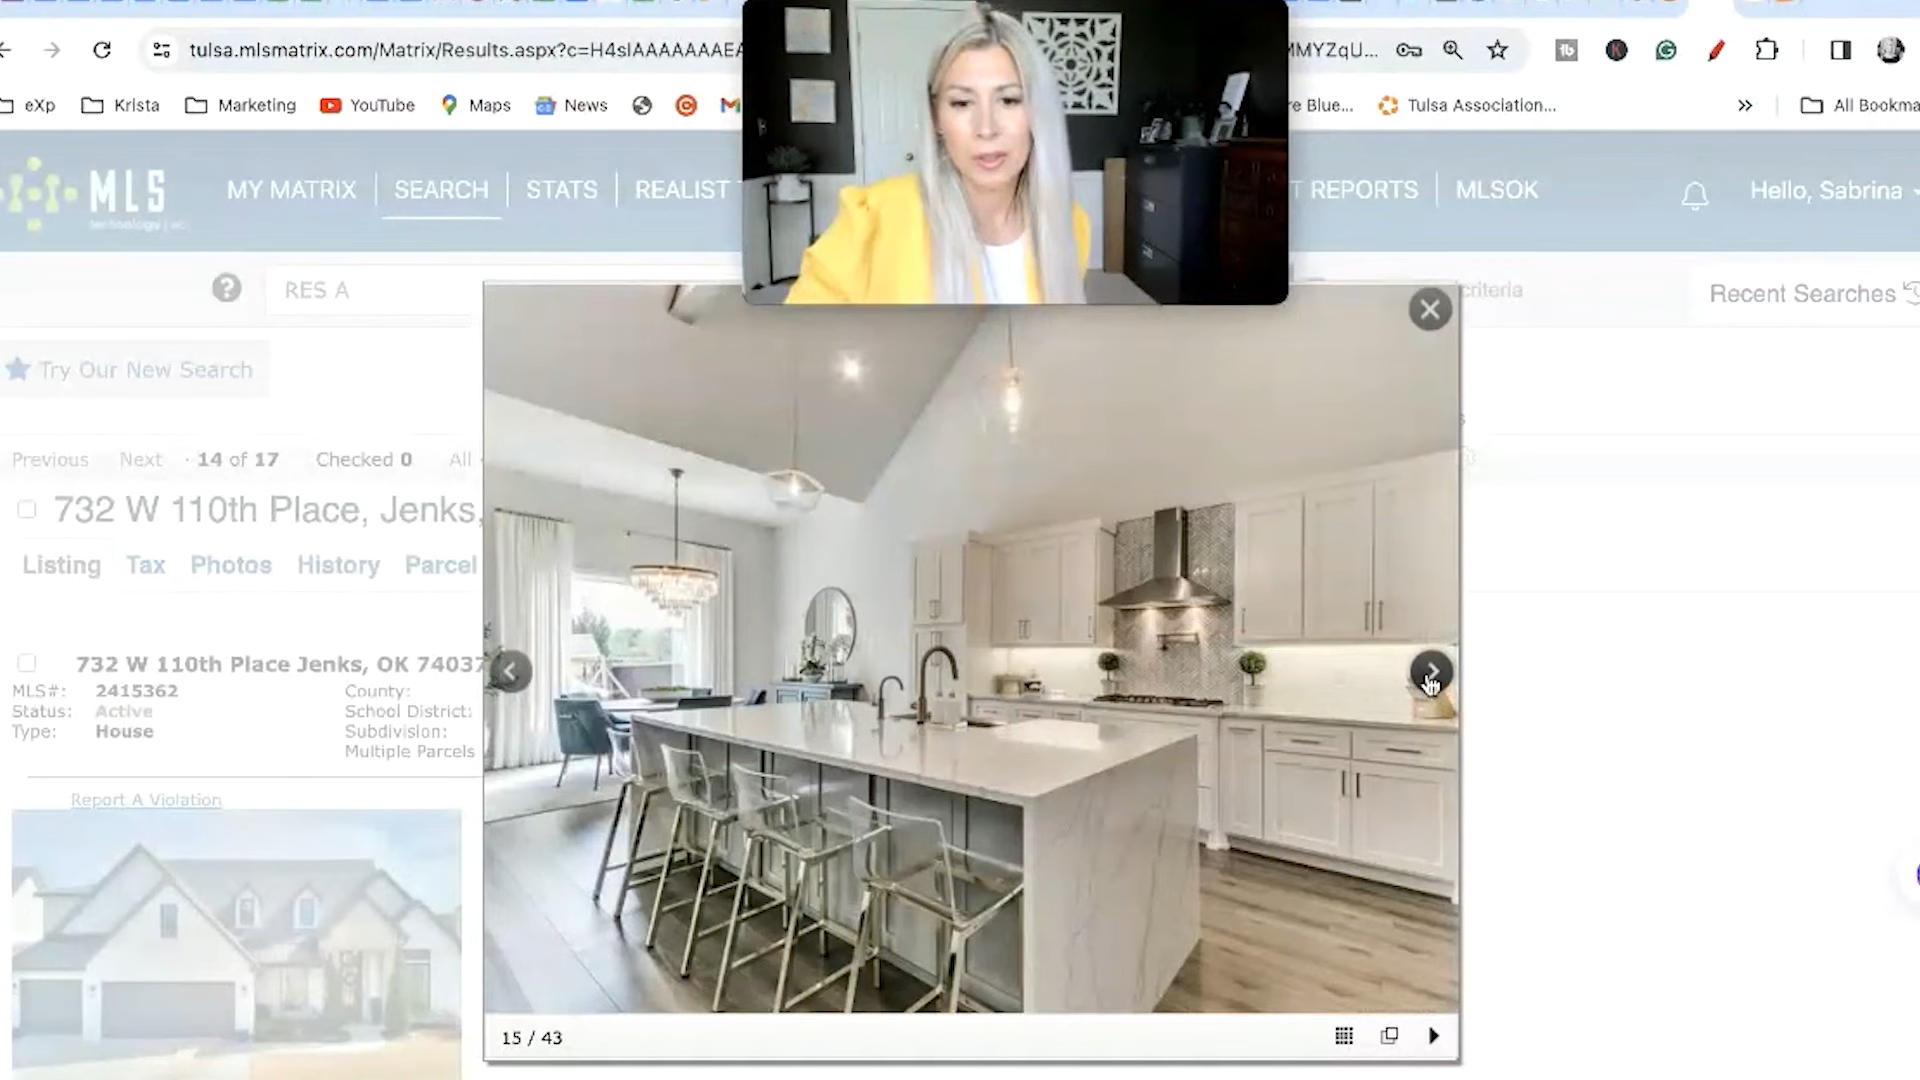 tulsa.mlsmatrix.com/Matrix/Results.aspx?c=H4sIAAAAAAAEA
MMYZqU...
eXp
Krista
Marketing
YouTube
Maps
News
re Blue...
Tulsa Association...
»
All Bookma
MLS
MY MATRIX
SEARCH
STATS
REALIST
T REPORTS
MLSOK
Hello, Sabrina
?
RES A
criteria
Recent Searches
Try Our New Search
Previous Next · 14 of 17 Checked 0 All
732 W 110th Place, Jenks,
Listing Tax Photos History Parcel
732 W 110th Place Jenks, OK 74037
MLS#: 2415362 County:
Status: Active School District:
Type: House Subdivision:
Multiple Parcels
Report A Violation
15 / 43